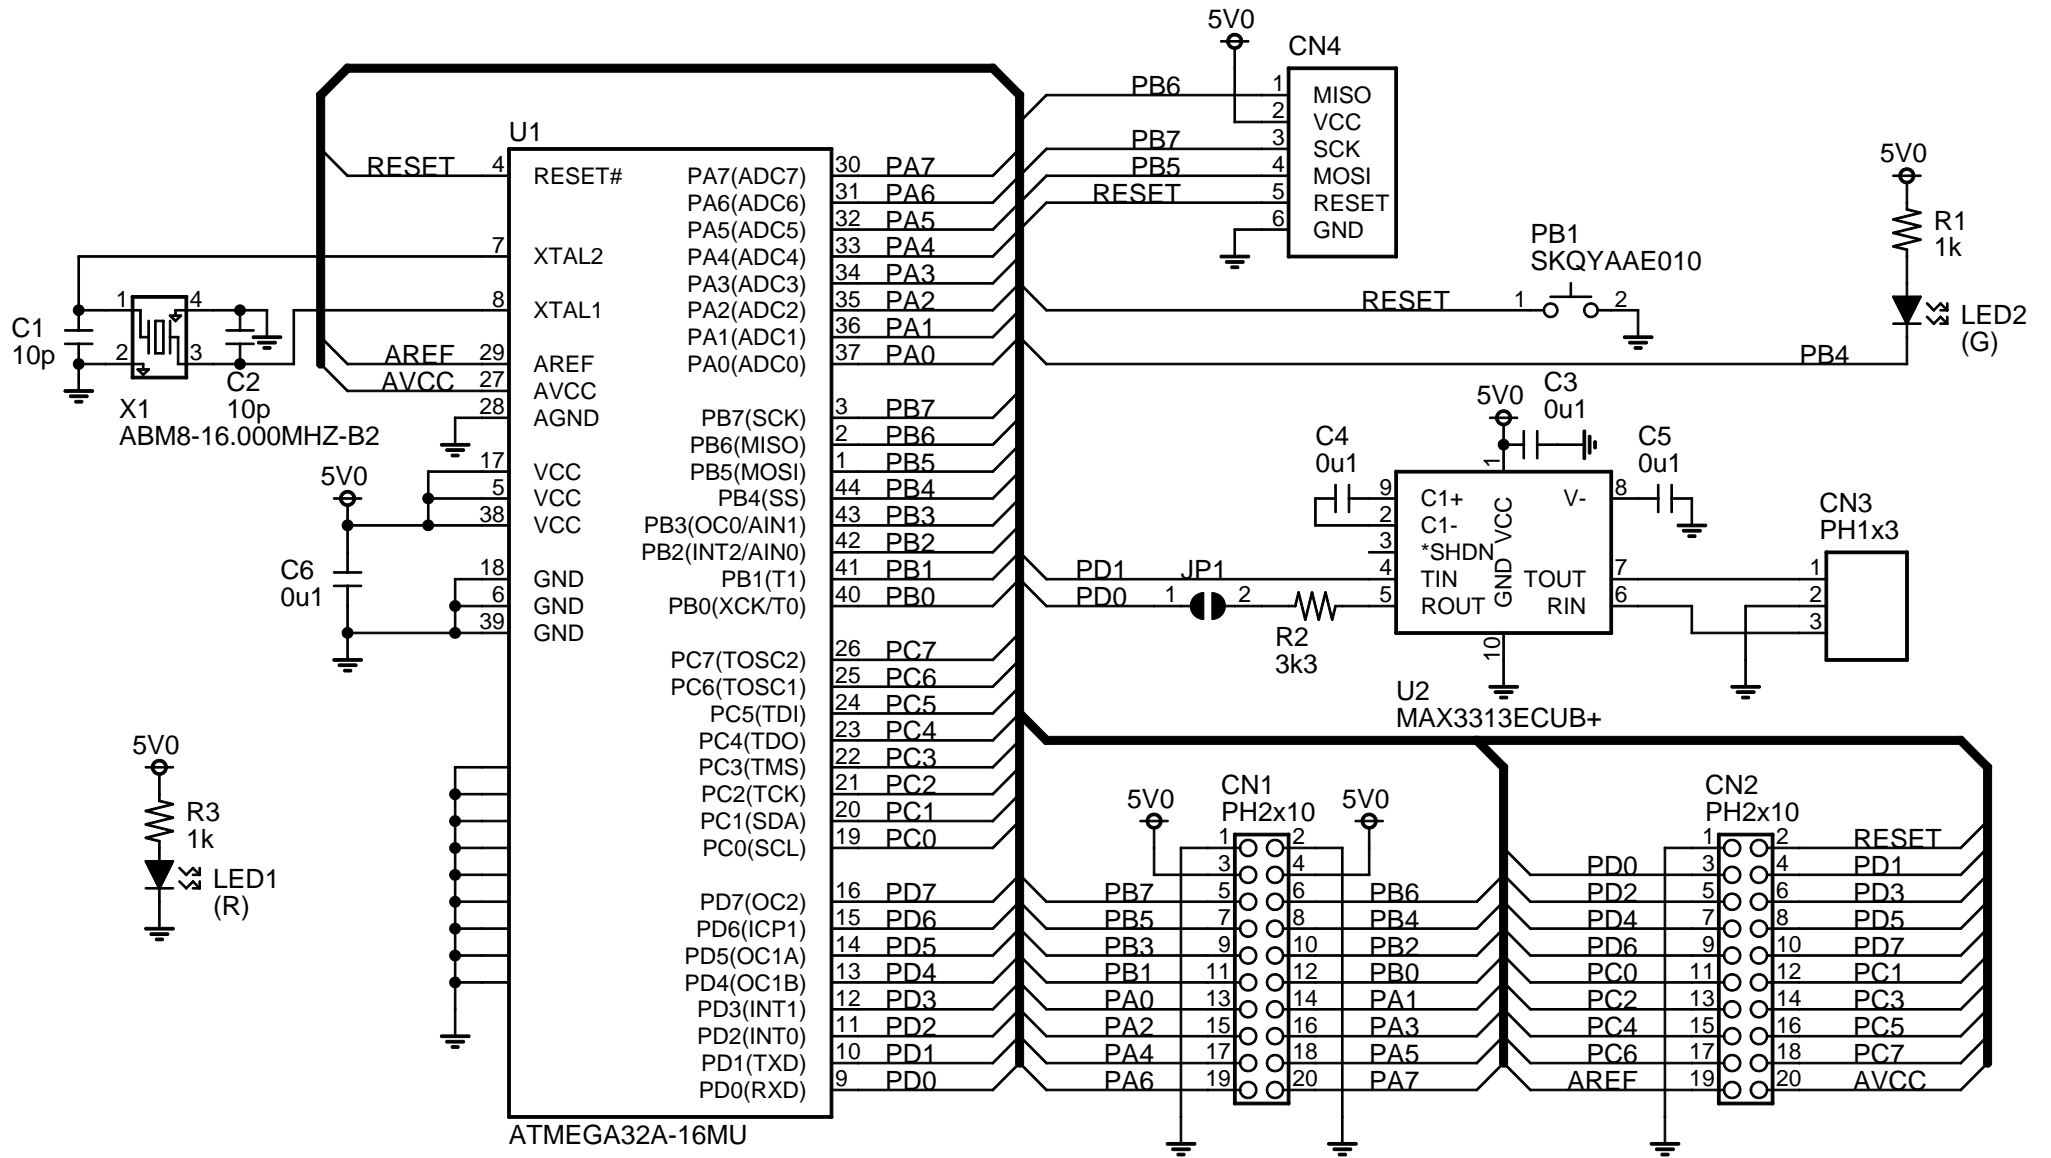 5V0
CN4
PB6 1 MISO
2 VCC
PB7 3 SCK
PB5 4 MOSI
RESET 5 RESET
6 GND
U1
RESET 4 RESET#
7 XTAL2
8 XTAL1
AREF 29 AREF
AVCC 27 AVCC
28 AGND
17 VCC
5 VCC
38 VCC
18 GND
6 GND
39 GND
PA7(ADC7) 30 PA7
PA6(ADC6) 31 PA6
PA5(ADC5) 32 PA5
PA4(ADC4) 33 PA4
PA3(ADC3) 34 PA3
PA2(ADC2) 35 PA2
PA1(ADC1) 36 PA1
PA0(ADC0) 37 PA0
PB7(SCK) 3 PB7
PB6(MISO) 2 PB6
PB5(MOSI) 1 PB5
PB4(SS) 44 PB4
PB3(OC0/AIN1) 43 PB3
PB2(INT2/AIN0) 42 PB2
PB1(T1) 41 PB1
PB0(XCK/T0) 40 PB0
PC7(TOSC2) 26 PC7
PC6(TOSC1) 25 PC6
PC5(TDI) 24 PC5
PC4(TDO) 23 PC4
PC3(TMS) 22 PC3
PC2(TCK) 21 PC2
PC1(SDA) 20 PC1
PC0(SCL) 19 PC0
PD7(OC2) 16 PD7
PD6(ICP1) 15 PD6
PD5(OC1A) 14 PD5
PD4(OC1B) 13 PD4
PD3(INT1) 12 PD3
PD2(INT0) 11 PD2
PD1(TXD) 10 PD1
PD0(RXD) 9 PD0
ATMEGA32A-16MU
C1
10p
1 4
2 3
C2
10p
X1
ABM8-16.000MHZ-B2
5V0
C6
0u1
5V0
R3
1k
LED1
(R)
PB1
SKQYAAE010
RESET 1 2
5V0
R1
1k
LED2
(G)
PB4
5V0
C3
0u1
C4
0u1
C5
0u1
1
9 C1+ V- 8
2 C1-
3 *SHDN
PD1 4 TIN TOUT 7
PD0 1 JP1 2 5 ROUT RIN 6
GND VCC
10
R2
3k3
U2
MAX3313ECUB+
CN3
PH1x3
1
2
3
CN1
PH2x10
5V0
5V0
1 2
3 4
PB7 5 6 PB6
PB5 7 8 PB4
PB3 9 10 PB2
PB1 11 12 PB0
PA0 13 14 PA1
PA2 15 16 PA3
PA4 17 18 PA5
PA6 19 20 PA7
CN2
PH2x10
1 2 RESET
PD0 3 4 PD1
PD2 5 6 PD3
PD4 7 8 PD5
PD6 9 10 PD7
PC0 11 12 PC1
PC2 13 14 PC3
PC4 15 16 PC5
PC6 17 18 PC7
AREF 19 20 AVCC